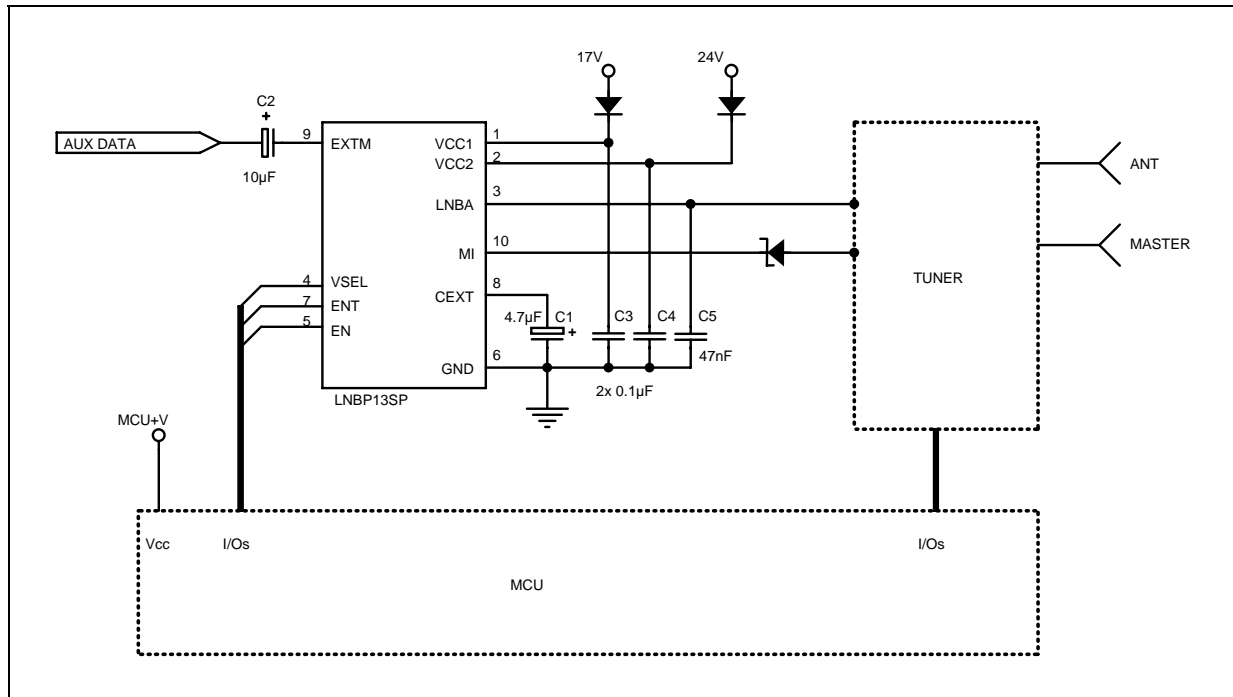 17V
24V
C2
+
AUX DATA
10µF
9
EXTM
VCC1
1
VCC2
2
LNBA
3
MI
10
ANT
MASTER
TUNER
4
VSEL
7
ENT
5
EN
CEXT
8
4.7µF
C1
+
C3
C4
C5
47nF
GND
6
2x 0.1µF
LNBP13SP
MCU+V
Vcc
I/Os
I/Os
MCU